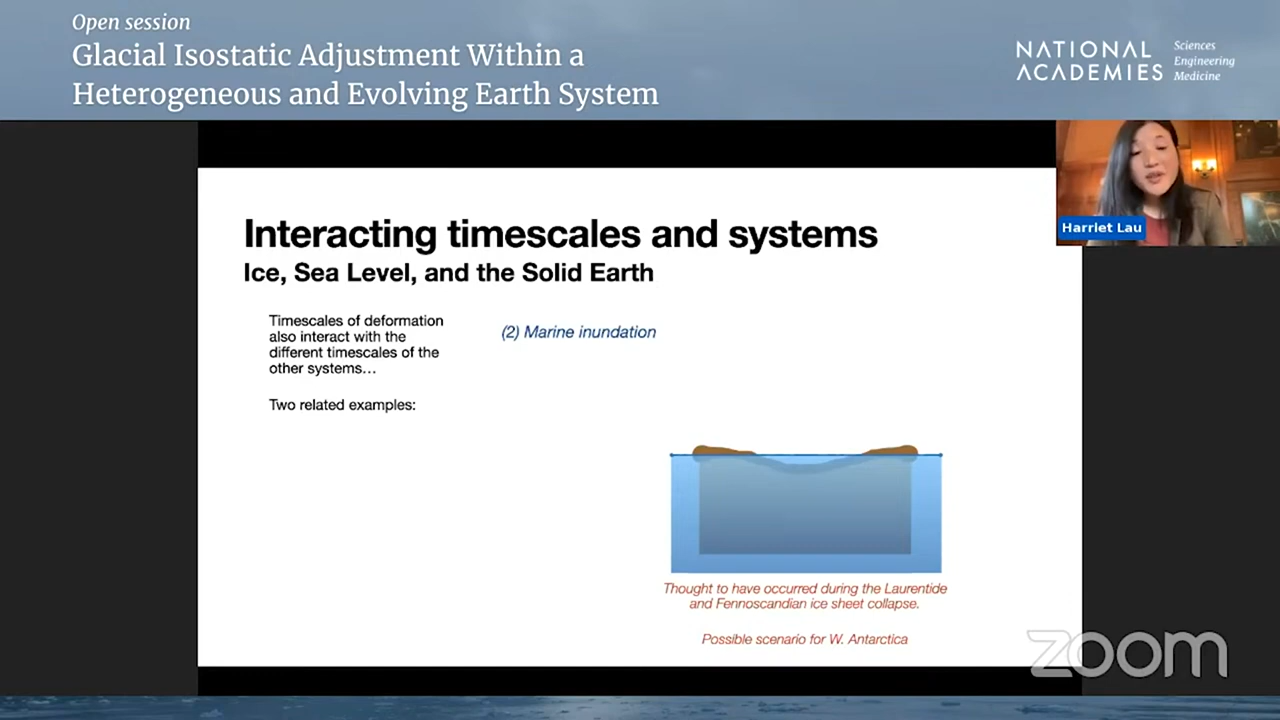 Open session
Glacial Isostatic Adjustment Within a
Heterogeneous and Evolving Earth System
NATIONAL
ACADEMIES
Sciences
Engineering
Medicine
Harriet Lau
Interacting timescales and systems
Ice, Sea Level, and the Solid Earth
Timescales of deformation
also interact with the
different timescales of the
other systems…
Two related examples:
(2) Marine inundation
Thought to have occurred during the Laurentide
and Fennoscandian ice sheet collapse.
Possible scenario for W. Antarctica
zoom